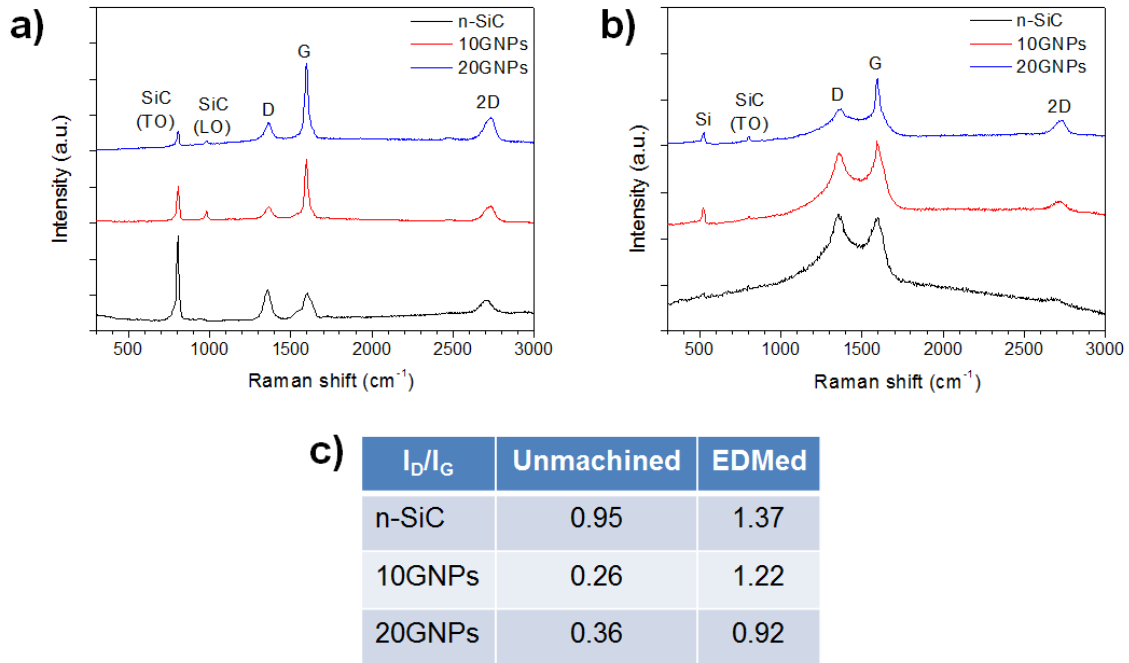 a)
n-SiC
10GNPs
20GNPs
G
SiC
(TO)
SiC
(LO)
D
2D
Intensity (a.u.)
500 1000 1500 2000 2500 3000
Raman shift (cm⁻¹)
b)
n-SiC
10GNPs
20GNPs
G
D
Si
SiC
(TO)
2D
Intensity (a.u.)
500 1000 1500 2000 2500 3000
Raman shift (cm⁻¹)
c)
I_D/I_G Unmachined EDMed
n-SiC 0.95 1.37
10GNPs 0.26 1.22
20GNPs 0.36 0.92